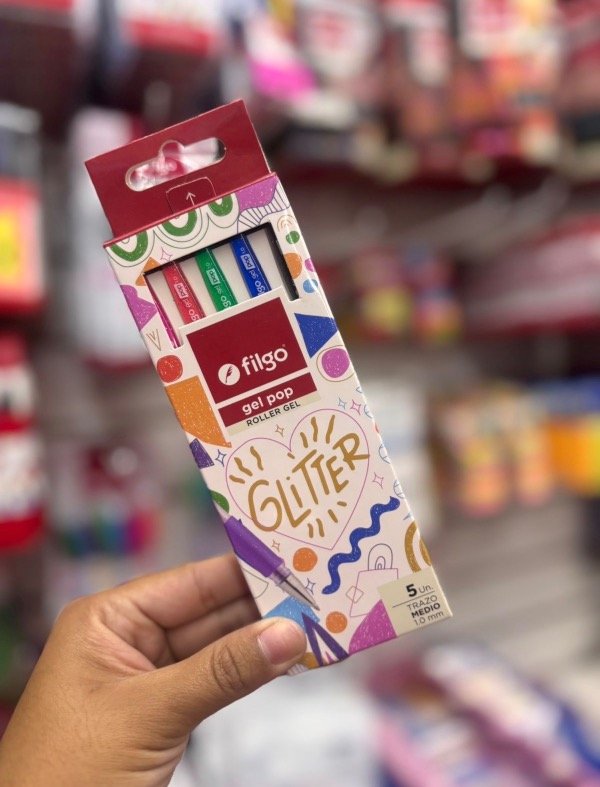 filgo
gel pop
ROLLER GEL
GLITTER
5 Un.
TRAZO
MEDIO
1.0 mm